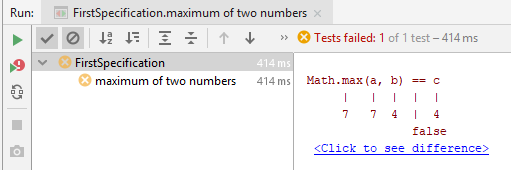 Run: FirstSpecification.maximum of two numbers ×
» Tests failed: 1 of 1 test – 414 ms
FirstSpecification 414 ms
maximum of two numbers 414 ms
Math.max(a, b) == c
| | | | |
7 7 4 | 4
false
<Click to see difference>